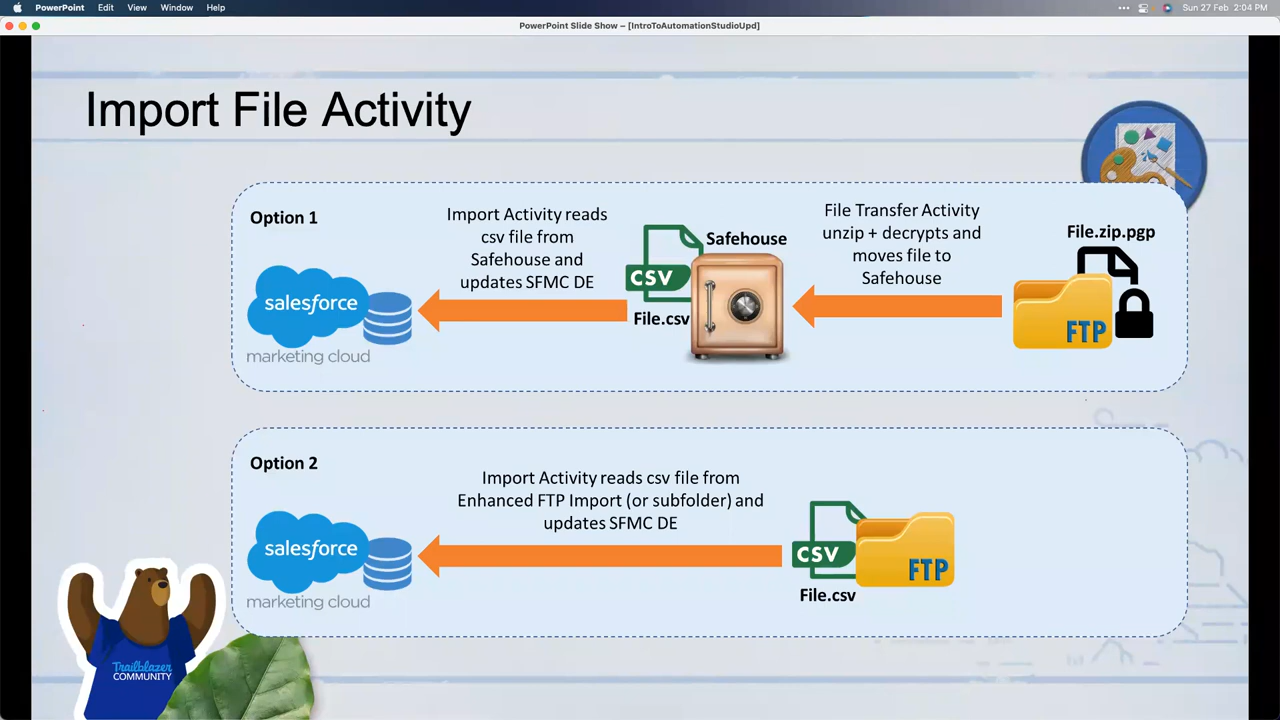 PowerPoint Edit View Window Help
Sun 27 Feb 2:04 PM
PowerPoint Slide Show – [IntroToAutomationStudioUpd]
Import File Activity
Option 1
Import Activity reads
csv file from
Safehouse and
updates SFMC DE
Safehouse
File Transfer Activity
unzip + decrypts and
moves file to
Safehouse
File.zip.pgp
salesforce
marketing cloud
CSV
File.csv
FTP
Option 2
Import Activity reads csv file from
Enhanced FTP Import (or subfolder) and
updates SFMC DE
salesforce
marketing cloud
CSV
File.csv
FTP
Trailblazer
COMMUNITY